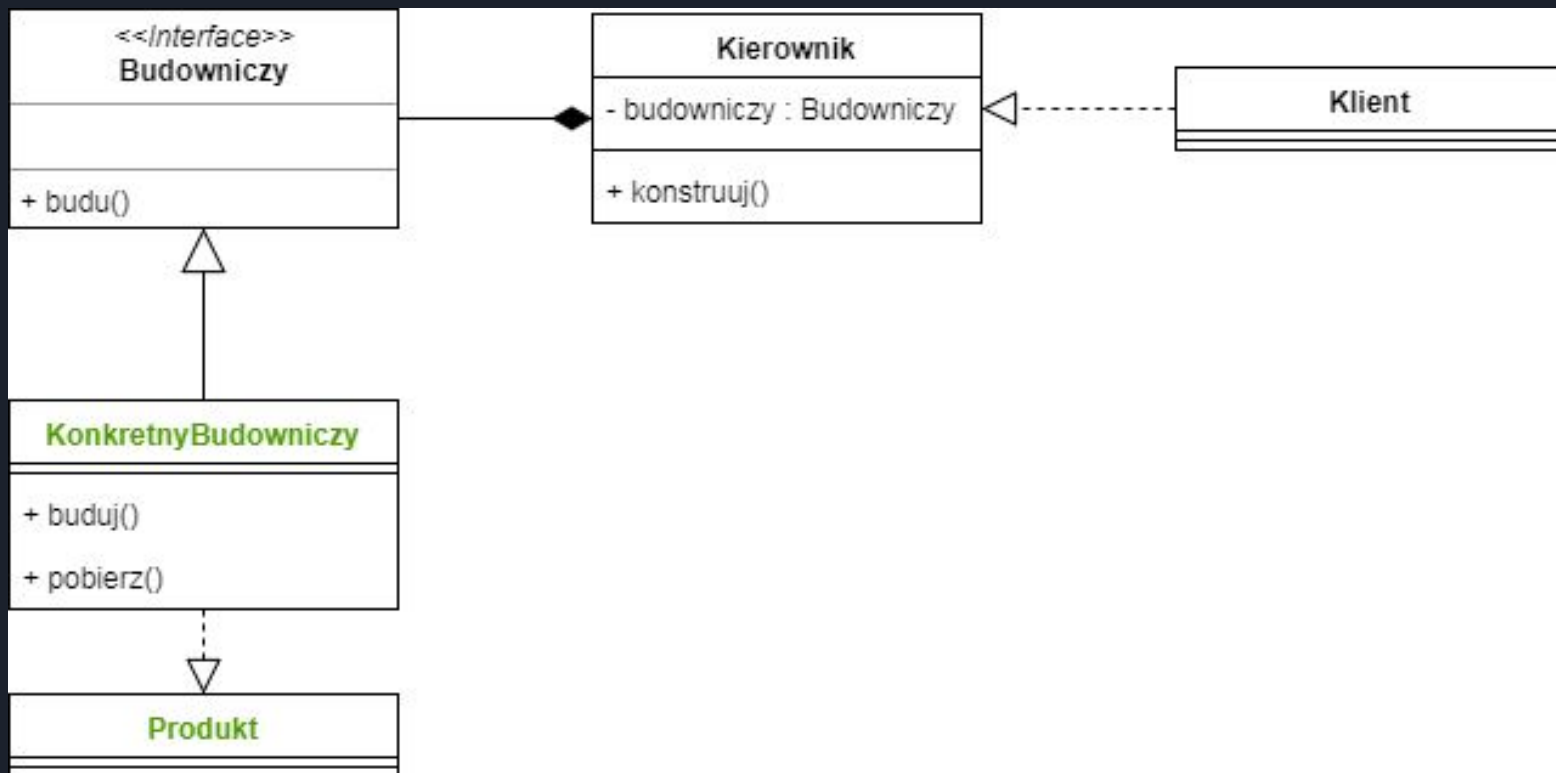 <<Interface>>
Budowniczy
+ budu()
Kierownik
- budowniczy : Budowniczy
+ konstruuj()
Klient
KonkretnyBudowniczy
+ buduj()
+ pobierz()
Produkt